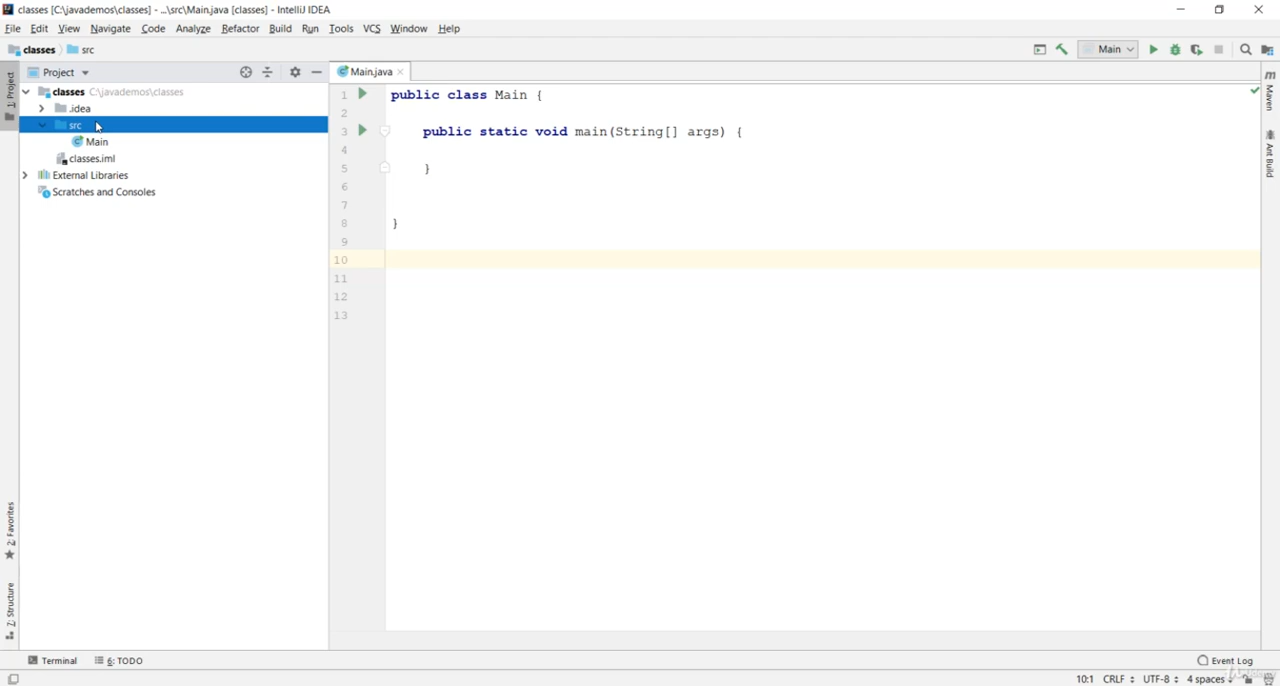 classes [C:\javademos\classes] - ...\src\Main.java [classes] - IntelliJ IDEA
File Edit View Navigate Code Analyze Refactor Build Run Tools VCS Window Help
classes src
Main
1: Project
Project
Main.java
classes C:\javademos\classes
.idea
src
Main
classes.iml
External Libraries
Scratches and Consoles
1 public class Main {
2
3 public static void main(String[] args) {
4
5 }
6
7
8 }
9
10
11
12
13
Maven
Ant Build
2: Favorites
7: Structure
Terminal 6: TODO
Event Log
10:1 CRLF UTF-8 4 spaces